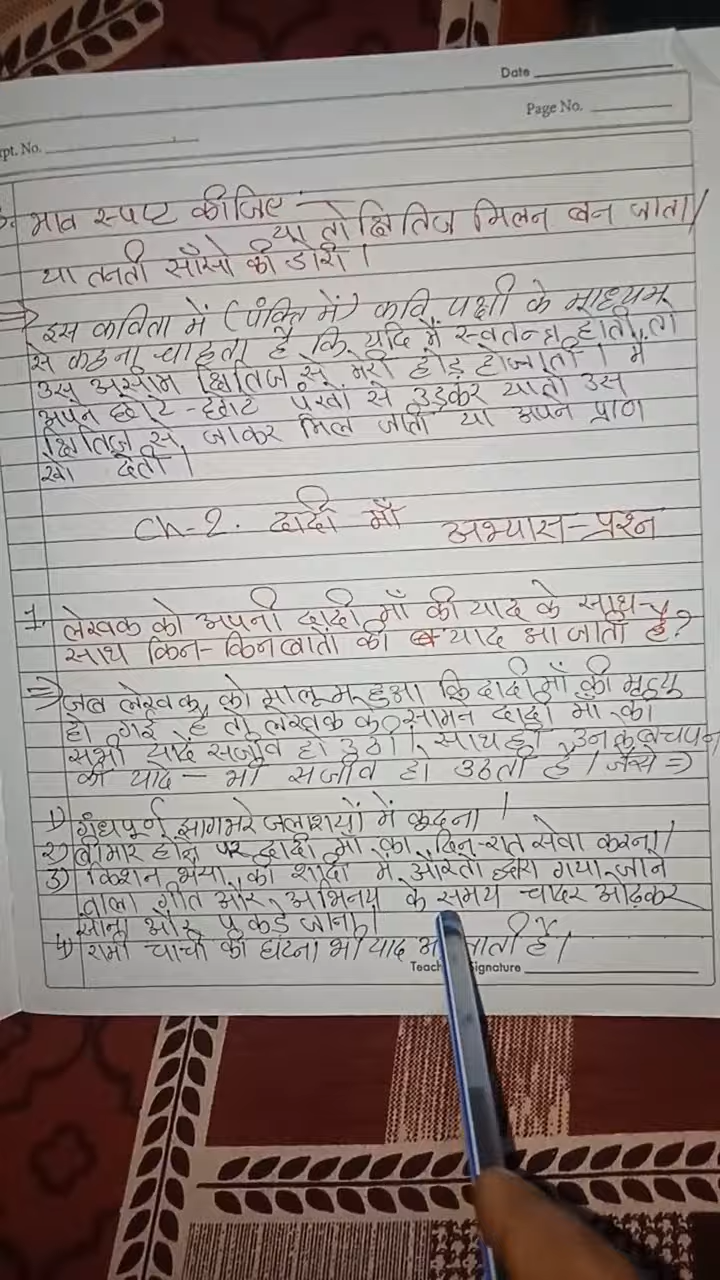 Date
Page No.
pt. No.
भाव स्पष्ट कीजिए -
या तो क्षितिज मिलन बन जाता/
या तनती साँसो की डोरी।
⇒ इस कविता में (पंक्ति में) कवि पक्षी के माध्यम
से कहना चाहता है कि यदि मैं स्वतन्त्र होती, तो
उस असीम क्षितिज से मेरी होड़ होजाती। मैं
अपने छोटे-छोटे पंखो से उड़कर या तो उस
क्षितिज से जाकर मिल जाती या अपने प्राण
खो देती।
Ch-2. दादी माँ अभ्यास-प्रश्न
1. लेखक को अपनी दादी माँ की याद के साथ-
साथ किन-किन बातों की याद आ जाती है?
⇒ जब लेखक को मालूम हुआ कि दादी माँ की मृत्यु
हो गई है तो लेखक के सामने दादी माँ की
सभी यादें सजीव हो उठी। साथ ही उनके बचपन
की यादें - भी सजीव हो उठती हैं। जैसे ⇒
1) गंधपूर्ण झागभरे जलाशयों में कूदना।
2) बीमार होने पर दादी माँ का दिन-रात सेवा करना।
3) किशन भैया की शादी में औरतों द्वारा गाया जाने
वाला गीत और अभिनय के समय चादर ओढ़कर
सोना और पकड़े जाना।
4) रामी चाची की घटना भी याद आ जाती है।
Teach Signature